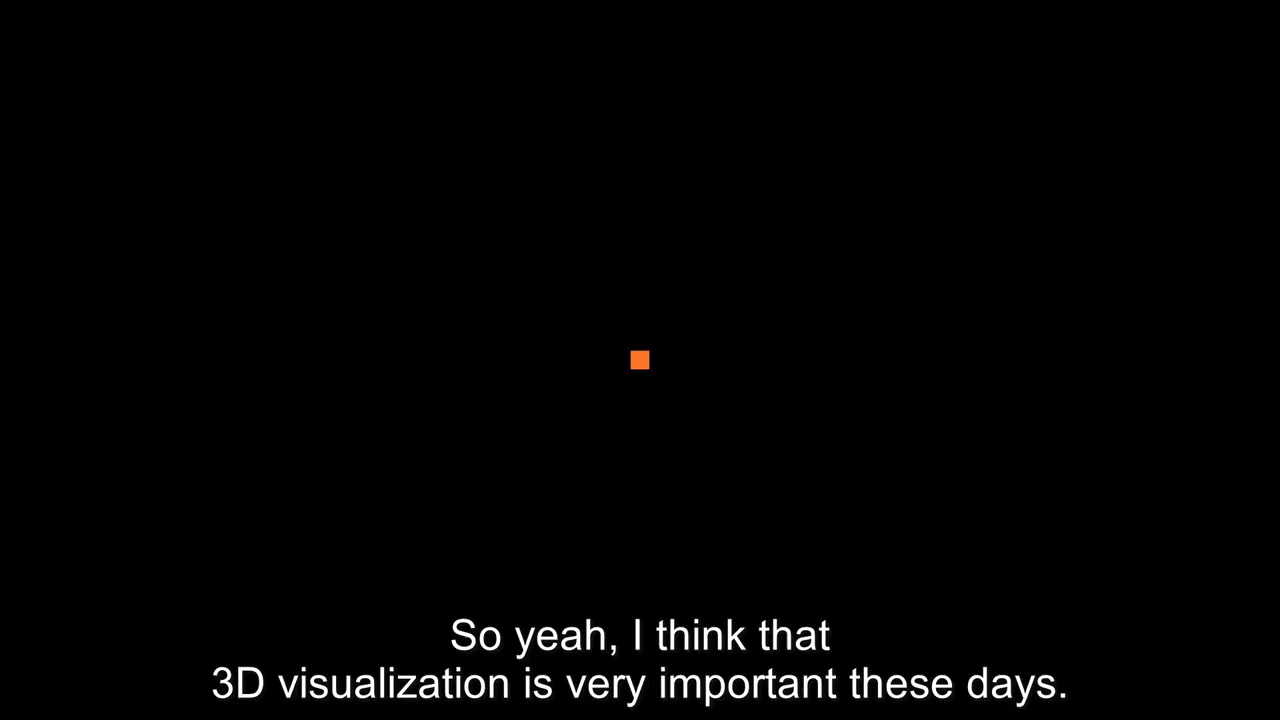 So yeah, I think that
3D visualization is very important these days.